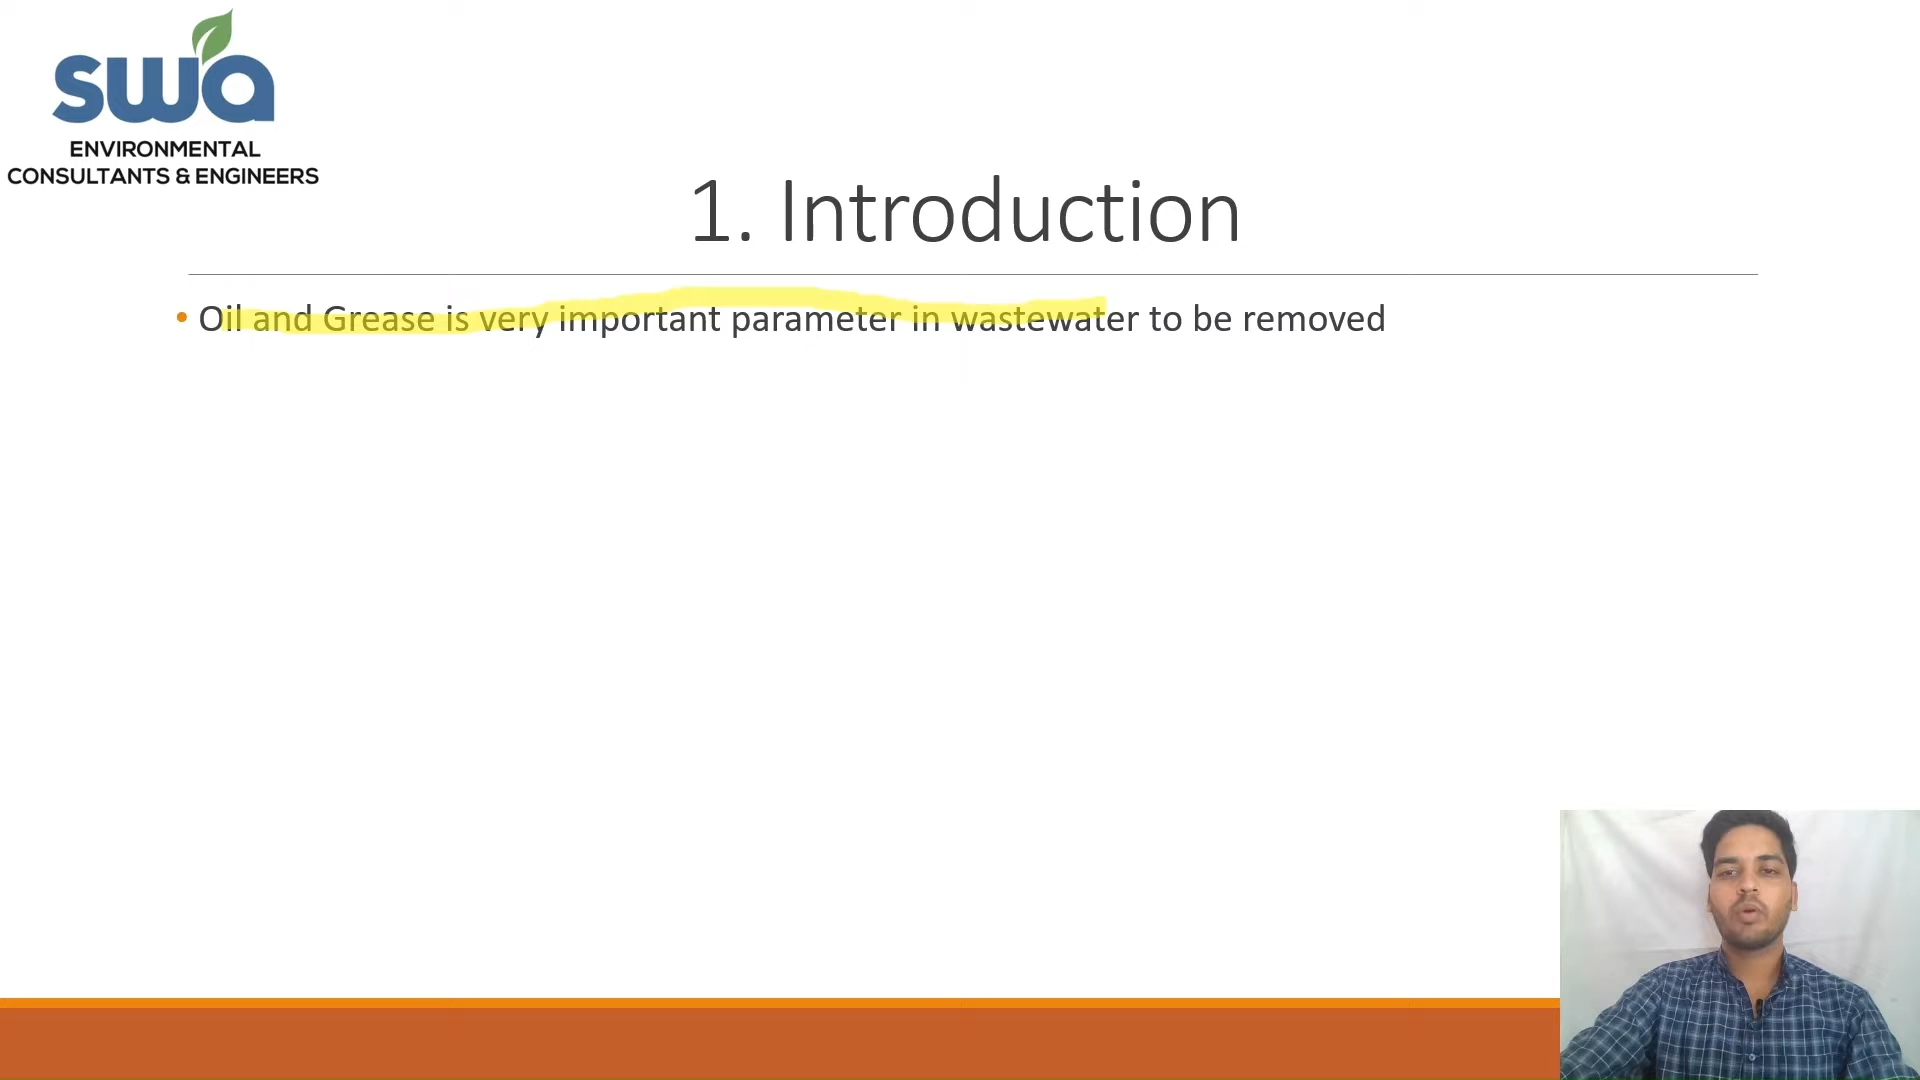 swa
ENVIRONMENTAL
CONSULTANTS & ENGINEERS
1. Introduction
• Oil and Grease is very important parameter in wastewater to be removed